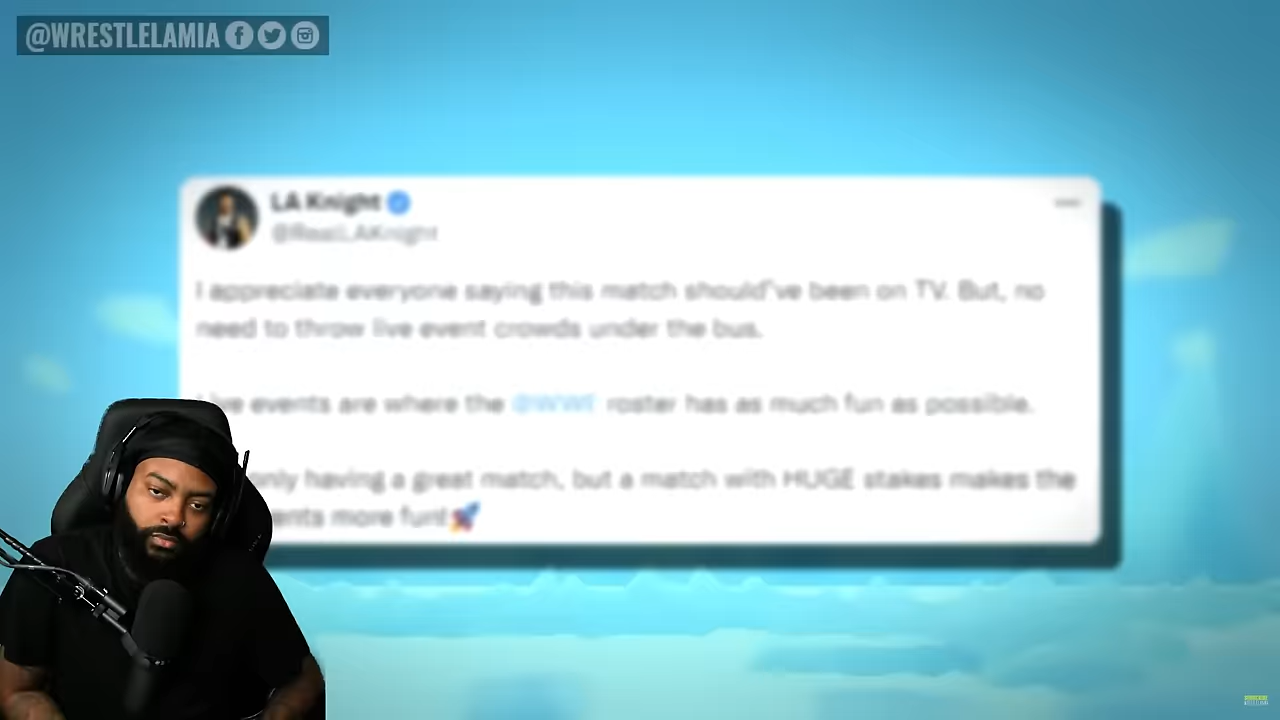 @WRESTLELAMIA
LA Knight
@RealLAKnight
I appreciate everyone saying this match should've been on TV. But, no
need to throw live event crowds under the bus.
events are where the @WWE roster has as much fun as possible.
only having a great match, but a match with HUGE stakes makes the
more fun!🚀